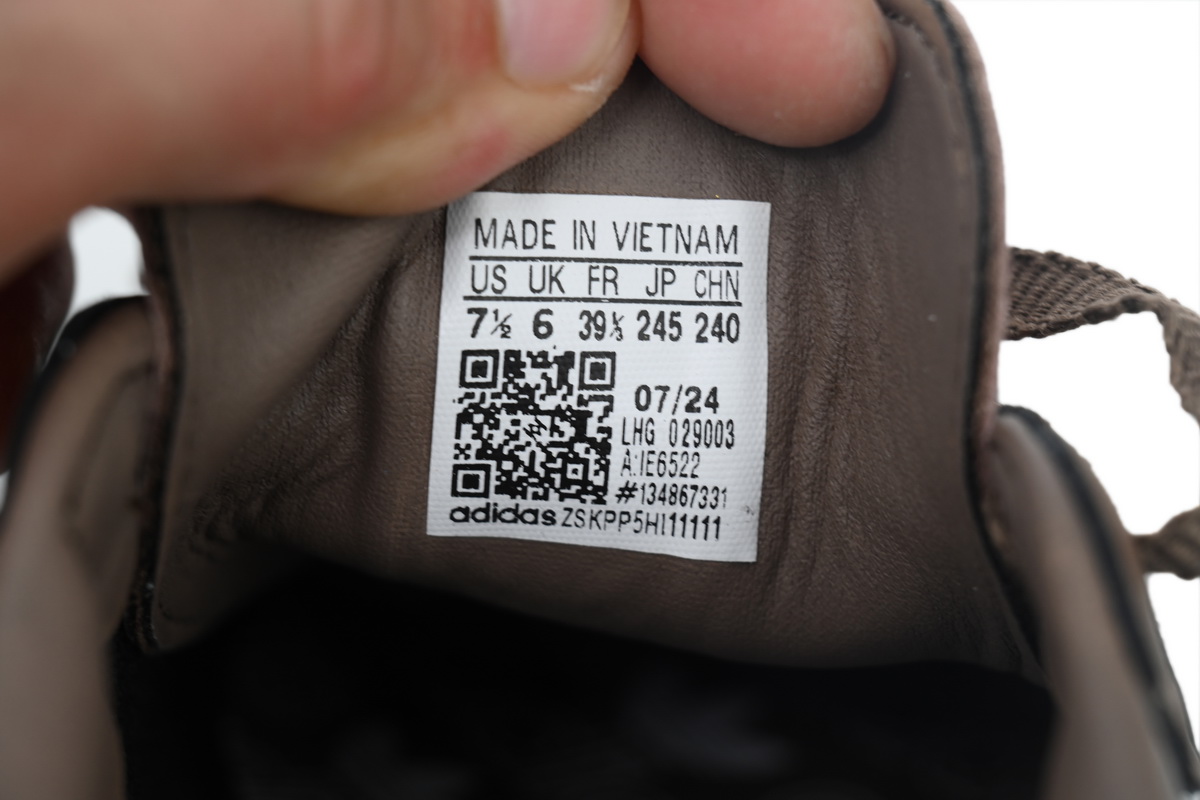 MADE IN VIETNAM
US UK FR JP CHN
7½ 6 39⅓ 245 240
07/24
LHG 029003
A:IE6522
#134867331
adidas ZSKPP5HI11111